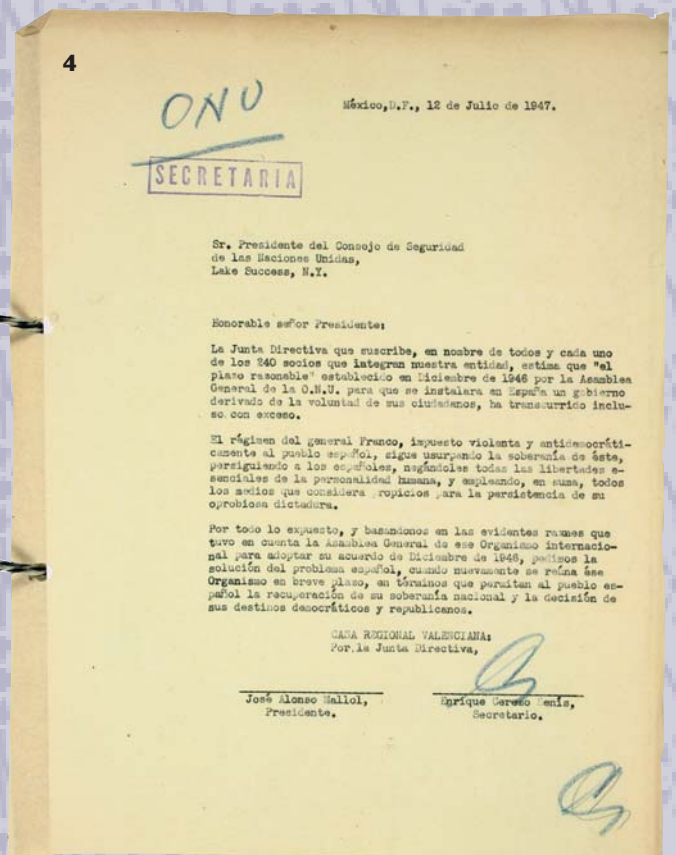 4
ONU
México,D.F., 12 de Julio de 1947.
SECRETARIA
Sr. Presidente del Consejo de Seguridad
de las Naciones Unidas,
Lake Success, N.Y.
Honorable señor Presidente:
La Junta Directiva que suscribe, en nombre de todos y cada uno
de los 240 socios que integran nuestra entidad, estima que "el
plazo razonable" establecido en Diciembre de 1946 por la Asamblea
General de la O.N.U. para que se instalara en España un gobierno
derivado de la voluntad de sus ciudadanos, ha transcurrido inclu-
so con exceso.
El régimen del general Franco, impuesto violenta y antidemocráti-
camente al pueblo español, sigue usurpando la soberanía de éste,
persiguiendo a los españoles, negándoles todas las libertades e-
senciales de la personalidad humana, y empleando, en suma, todos
los medios que considera propicios para la persistencia de su
oprobiosa dictadura.
Por todo lo expuesto, y basandonos en las evidentes razones que
tuvo en cuenta la Asamblea General de ese Organismo internacio-
nal para adoptar su acuerdo de Diciembre de 1946, pedimos la
solución del problema español, cuando nuevamente se reúna ése
Organismo en breve plazo, en términos que permitan al pueblo es-
pañol la recuperación de su soberanía nacional y la decisión de
sus destinos democráticos y republicanos.
CASA REGIONAL VALENCIANA:
Por la Junta Directiva,
José Alonso Mallol,
Presidente.
Enrique Cerezo Senís,
Secretario.